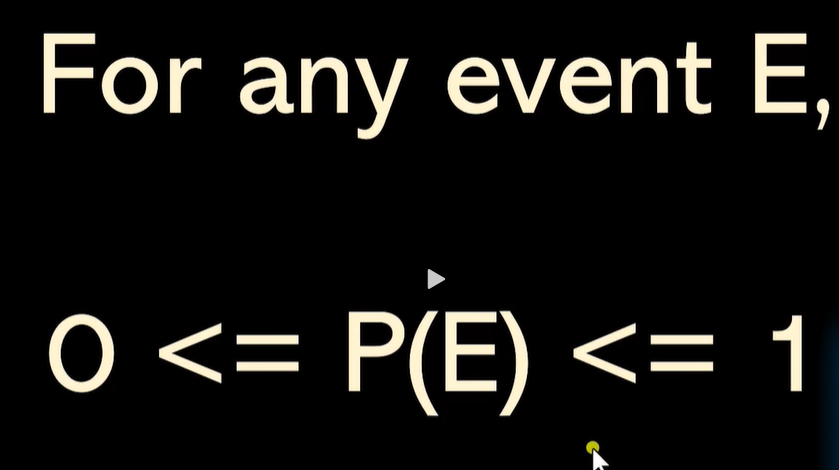 For any event E,
0 <= P(E) <= 1